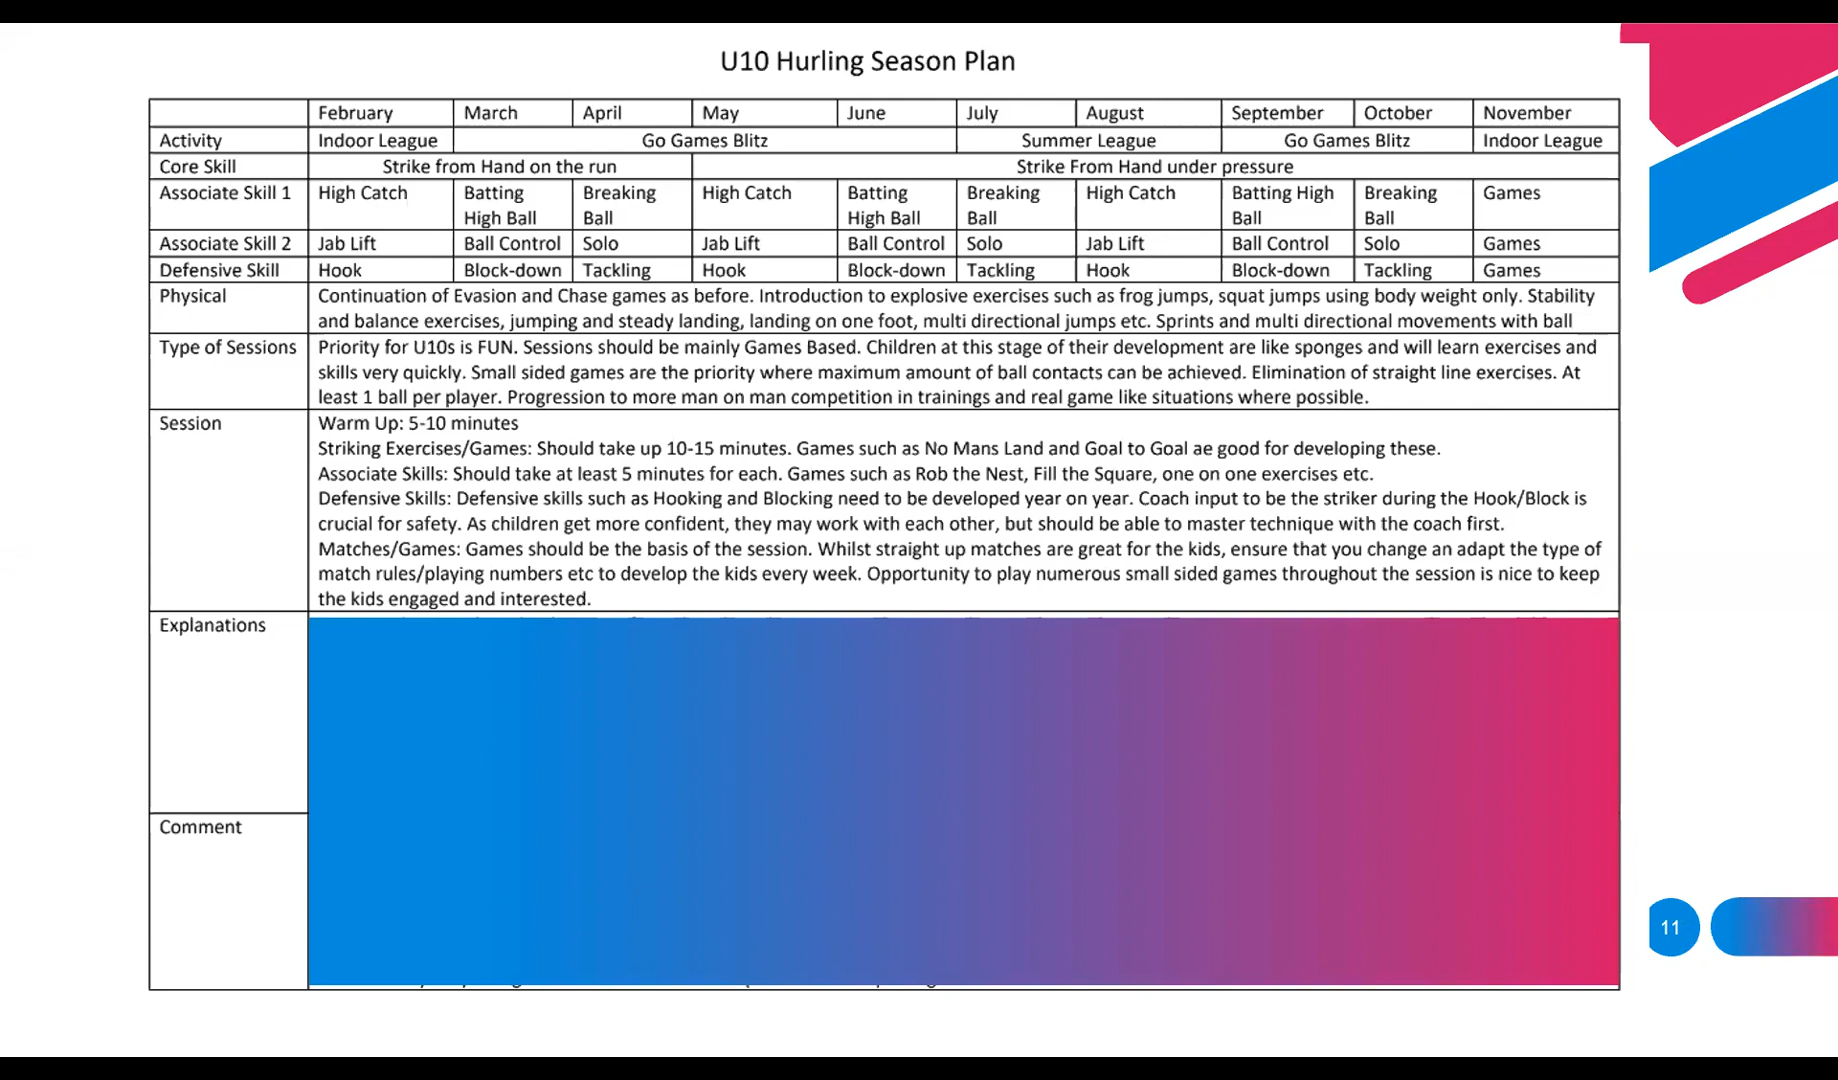 U10 Hurling Season Plan
February March April May June July August September October November
Activity Indoor League Go Games Blitz Summer League Go Games Blitz Indoor League
Core Skill Strike from Hand on the run Strike From Hand under pressure
Associate Skill 1 High Catch Batting High Ball Breaking Ball High Catch Batting High Ball Breaking Ball High Catch Batting High Ball Breaking Ball Games
Associate Skill 2 Jab Lift Ball Control Solo Jab Lift Ball Control Solo Jab Lift Ball Control Solo Games
Defensive Skill Hook Block-down Tackling Hook Block-down Tackling Hook Block-down Tackling Games
Physical Continuation of Evasion and Chase games as before. Introduction to explosive exercises such as frog jumps, squat jumps using body weight only. Stability
and balance exercises, jumping and steady landing, landing on one foot, multi directional jumps etc. Sprints and multi directional movements with ball
Type of Sessions Priority for U10s is FUN. Sessions should be mainly Games Based. Children at this stage of their development are like sponges and will learn exercises and
skills very quickly. Small sided games are the priority where maximum amount of ball contacts can be achieved. Elimination of straight line exercises. At
least 1 ball per player. Progression to more man on man competition in trainings and real game like situations where possible.
Session Warm Up: 5-10 minutes
Striking Exercises/Games: Should take up 10-15 minutes. Games such as No Mans Land and Goal to Goal ae good for developing these.
Associate Skills: Should take at least 5 minutes for each. Games such as Rob the Nest, Fill the Square, one on one exercises etc.
Defensive Skills: Defensive skills such as Hooking and Blocking need to be developed year on year. Coach input to be the striker during the Hook/Block is
crucial for safety. As children get more confident, they may work with each other, but should be able to master technique with the coach first.
Matches/Games: Games should be the basis of the session. Whilst straight up matches are great for the kids, ensure that you change an adapt the type of
match rules/playing numbers etc to develop the kids every week. Opportunity to play numerous small sided games throughout the session is nice to keep
the kids engaged and interested.
Explanations
Comment
11